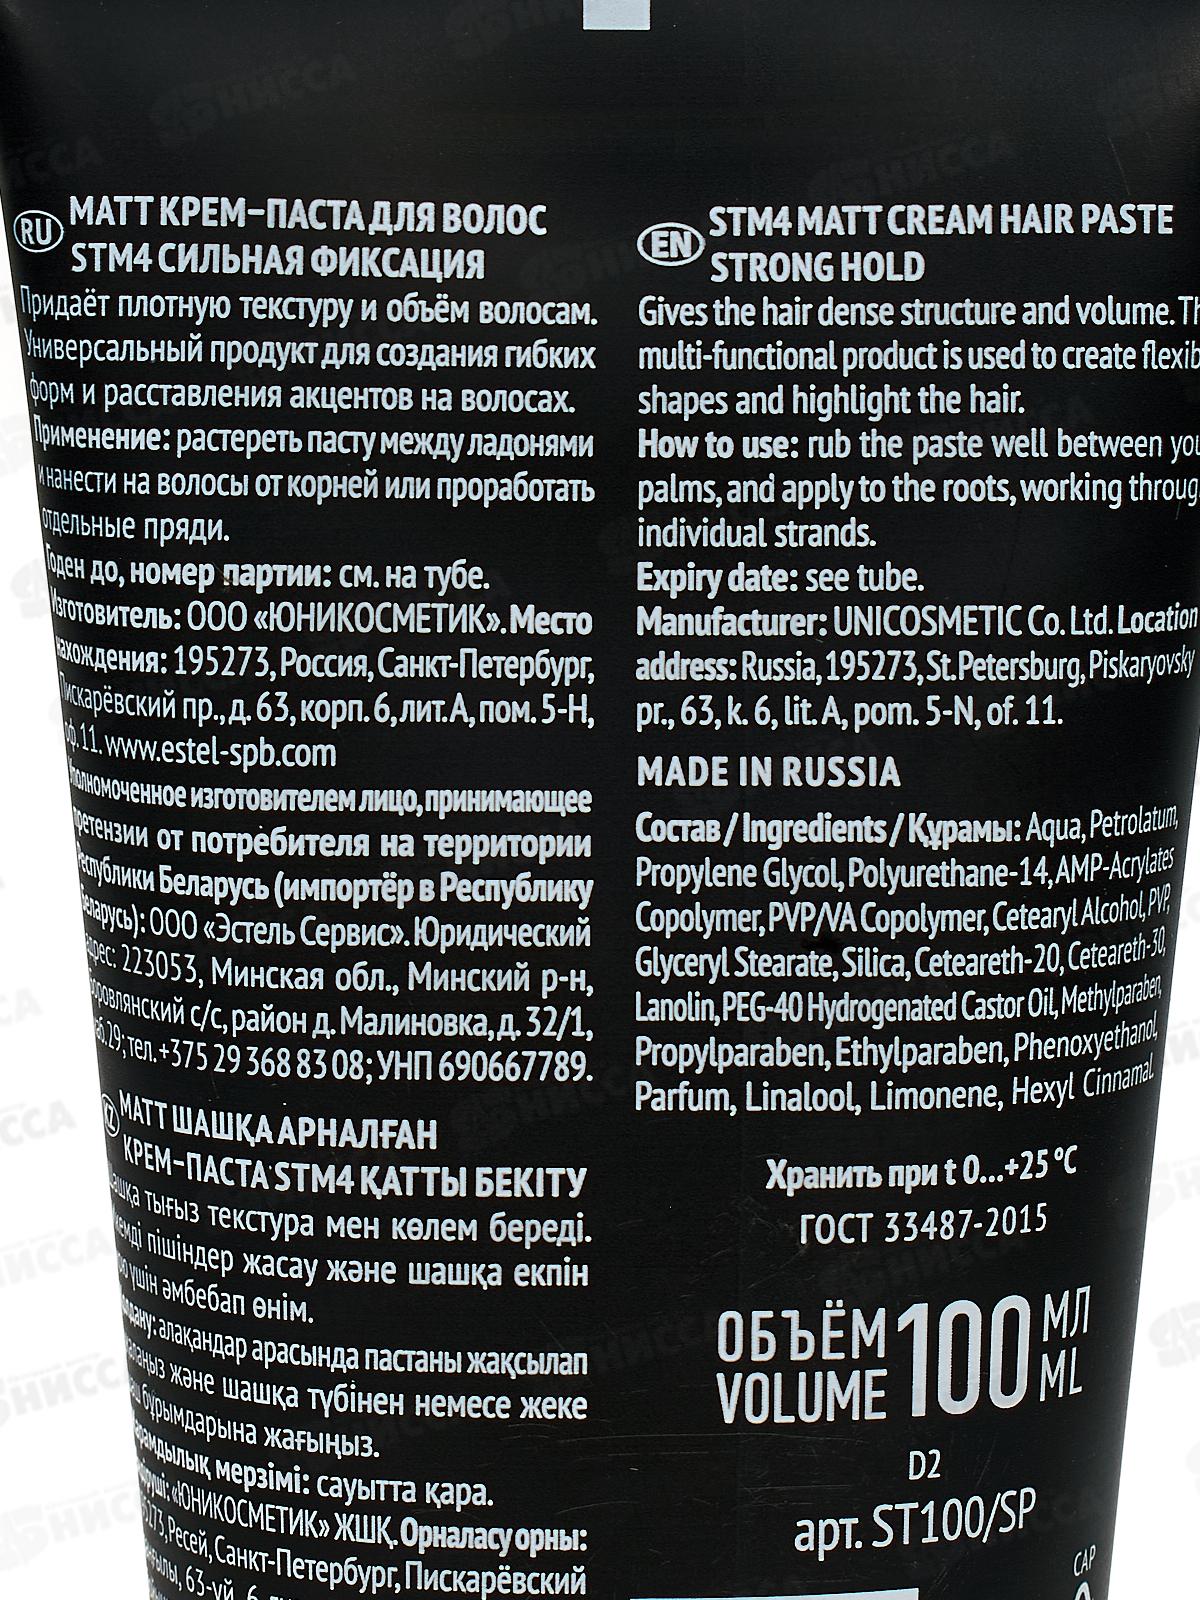 RU
МАТТ КРЕМ-ПАСТА ДЛЯ ВОЛОС
STM4 СИЛЬНАЯ ФИКСАЦИЯ
Придаёт плотную текстуру и объём волосам.
Универсальный продукт для создания гибких
форм и расставления акцентов на волосах.
Применение: растереть пасту между ладонями
и нанести на волосы от корней или проработать
отдельные пряди.
Годен до, номер партии: см. на тубе.
Изготовитель: ООО «ЮНИКОСМЕТИК». Место
нахождения: 195273, Россия, Санкт-Петербург,
Пискарёвский пр., д. 63, корп. 6, лит. А, пом. 5-Н,
оф. 11. www.estel-spb.com
Уполномоченное изготовителем лицо, принимающее
претензии от потребителя на территории
Республики Беларусь (импортёр в Республику
Беларусь): ООО «Эстель Сервис». Юридический
адрес: 223053, Минская обл., Минский р-н,
Боровлянский с/с, район д. Малиновка, д. 32/1,
каб. 29; тел. +375 29 368 83 08; УНП 690667789.
KZ
МАТТ ШАШҚА АРНАЛҒАН
КРЕМ-ПАСТА STM4 ҚАТТЫ БЕКІТУ
Шашқа тығыз текстура мен көлем береді.
пішіндер жасау және шашқа екпін
үшін әмбебап өнім.
алақандар арасында пастаны жақсылап
және шашқа түбінен немесе жеке
бұрымдарына жағыңыз.
мерзімі: сауытта қара.
«ЮНИКОСМЕТИК» ЖШҚ. Орналасу орны:
195273, Ресей, Санкт-Петербург, Пискарёвский
63-үй, 6
EN
STM4 MATT CREAM HAIR PASTE
STRONG HOLD
Gives the hair dense structure and volume. Th
multi-functional product is used to create flexib
shapes and highlight the hair.
How to use: rub the paste well between you
palms, and apply to the roots, working throug
individual strands.
Expiry date: see tube.
Manufacturer: UNICOSMETIC Co. Ltd. Location
address: Russia, 195273, St. Petersburg, Piskaryovsky
pr., 63, k. 6, lit. A, pom. 5-N, of. 11.
MADE IN RUSSIA
Состав / Ingredients / Құрамы: Aqua, Petrolatum,
Propylene Glycol, Polyurethane-14, AMP-Acrylates
Copolymer, PVP/VA Copolymer, Cetearyl Alcohol, PVP,
Glyceryl Stearate, Silica, Ceteareth-20, Ceteareth-30,
Lanolin, PEG-40 Hydrogenated Castor Oil, Methylparaben,
Propylparaben, Ethylparaben, Phenoxyethanol,
Parfum, Linalool, Limonene, Hexyl Cinnamal
Хранить при t 0...+25 °C
ГОСТ 33487-2015
ОБЪЁМ 100 МЛ
VOLUME ML
D2
арт. ST100/SP
CAP